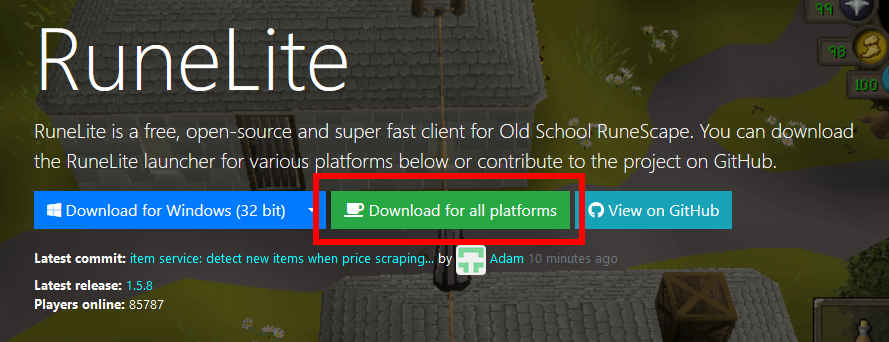 RuneLite
99
98
100
RuneLite is a free, open-source and super fast client for Old School RuneScape. You can download
the RuneLite launcher for various platforms below or contribute to the project on GitHub.
Download for Windows (32 bit)
Download for all platforms
View on GitHub
Latest commit: item service: detect new items when price scraping... by Adam 10 minutes ago
Latest release: 1.5.8
Players online: 85787